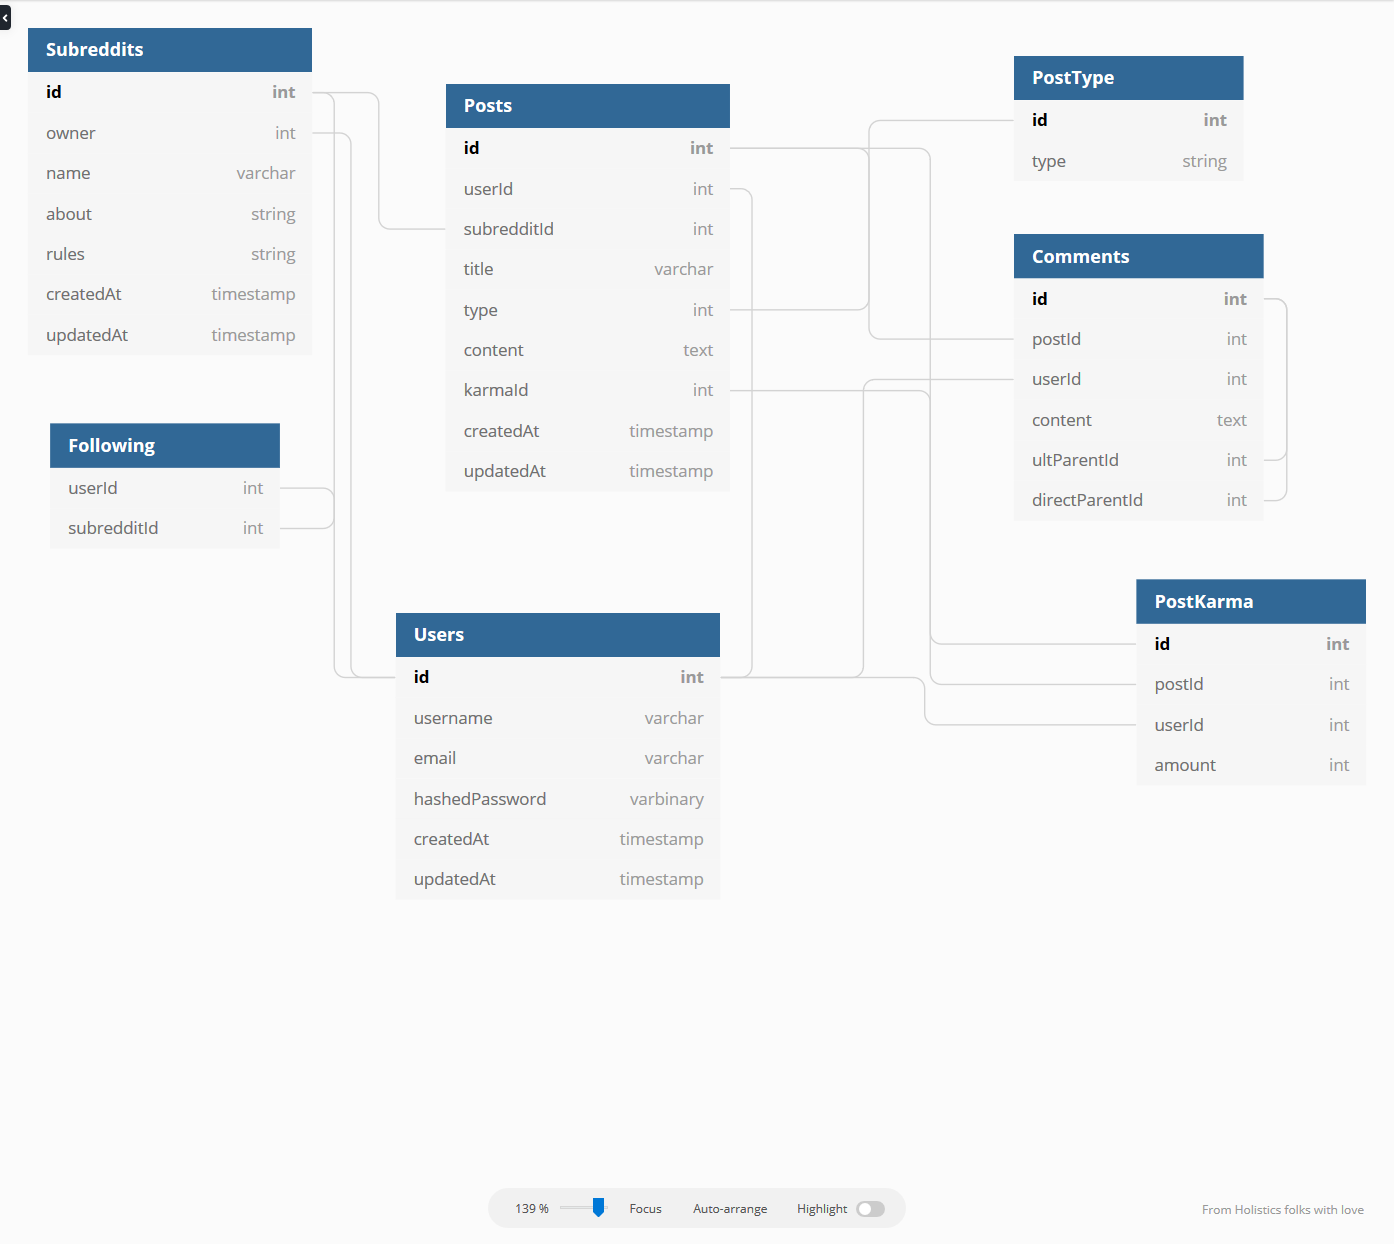 Subreddits
id int
owner int
name varchar
about string
rules string
createdAt timestamp
updatedAt timestamp
Following
userId int
subredditId int
Posts
id int
userId int
subredditId int
title varchar
type int
content text
karmaId int
createdAt timestamp
updatedAt timestamp
Users
id int
username varchar
email varchar
hashedPassword varbinary
createdAt timestamp
updatedAt timestamp
PostType
id int
type string
Comments
id int
postId int
userId int
content text
ultParentId int
directParentId int
PostKarma
id int
postId int
userId int
amount int
139 % Focus Auto-arrange Highlight
From Holistics folks with love